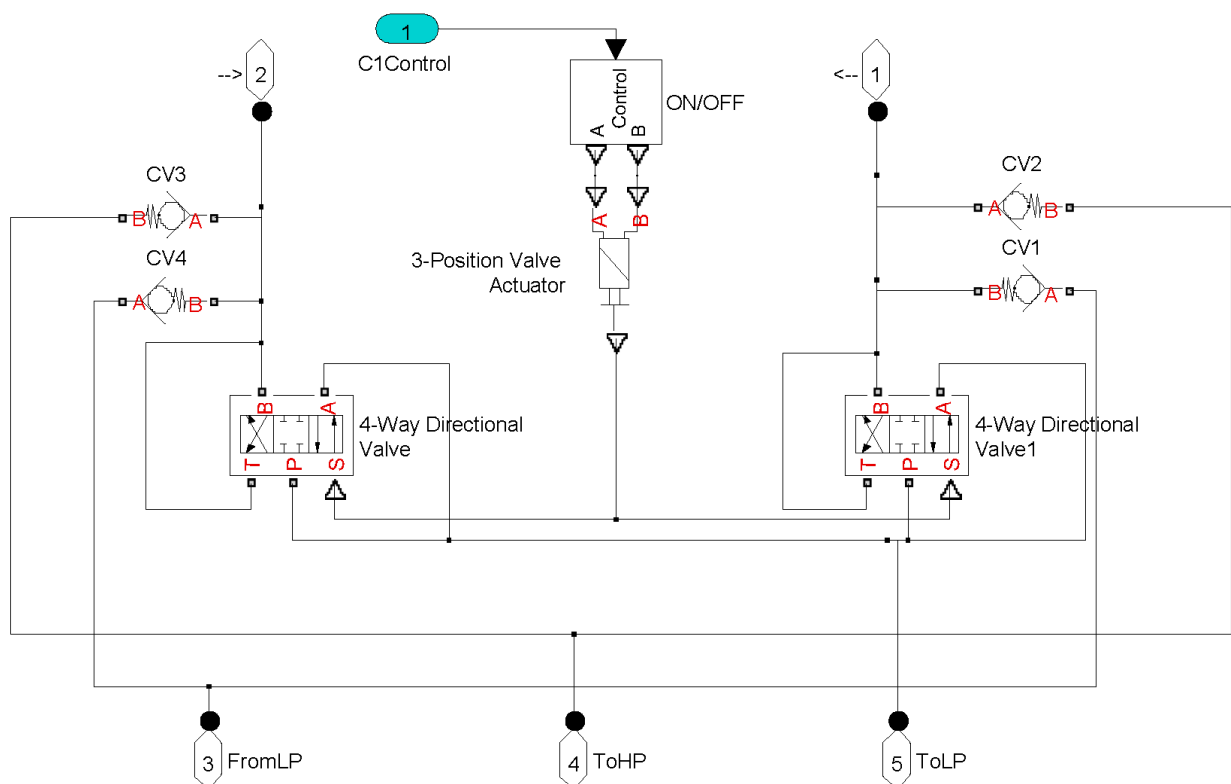 1
C1Control
--> 2
<-- 1
Control
A B
ON/OFF
CV3
B A
CV4
A B
A B
3-Position Valve
Actuator
CV2
A B
CV1
B A
B A
T P S
4-Way Directional
Valve
B A
T P S
4-Way Directional
Valve1
3 FromLP
4 ToHP
5 ToLP